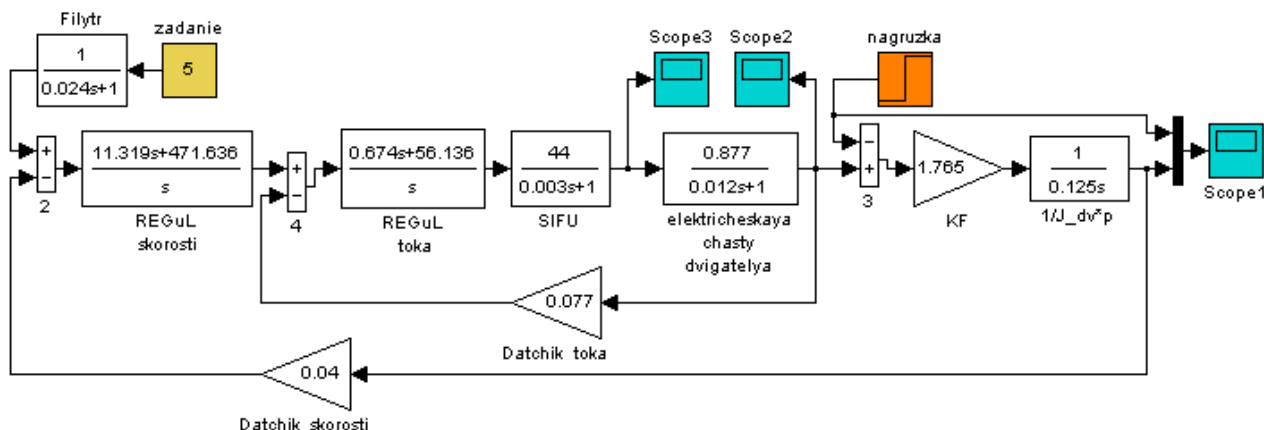 Filytr
zadanie
1
0.024s+1
5
Scope3
Scope2
nagruzka
+
−
2
11.319s+471.636
s
REGuL
skorosti
+
−
4
0.674s+56.136
s
REGuL
toka
44
0.003s+1
SIFU
0.877
0.012s+1
elektricheskaya
chasty
dvigatelya
−
+
3
1.765
KF
1
0.125s
1/J_dv*p
Scope1
0.077
Datchik toka
0.04
Datchik skorosti